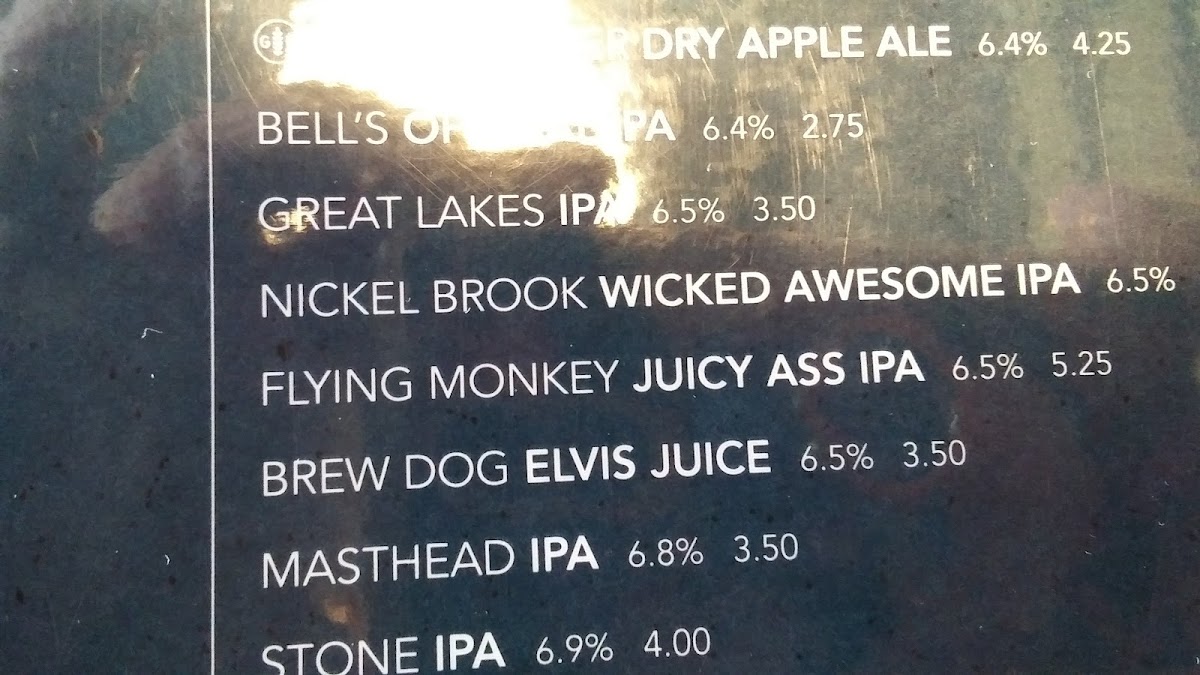 DRY APPLE ALE 6.4% 4.25
BELL'S IPA 6.4% 2.75
GREAT LAKES IPA 6.5% 3.50
NICKEL BROOK WICKED AWESOME IPA 6.5%
FLYING MONKEY JUICY ASS IPA 6.5% 5.25
BREW DOG ELVIS JUICE 6.5% 3.50
MASTHEAD IPA 6.8% 3.50
STONE IPA 6.9% 4.00